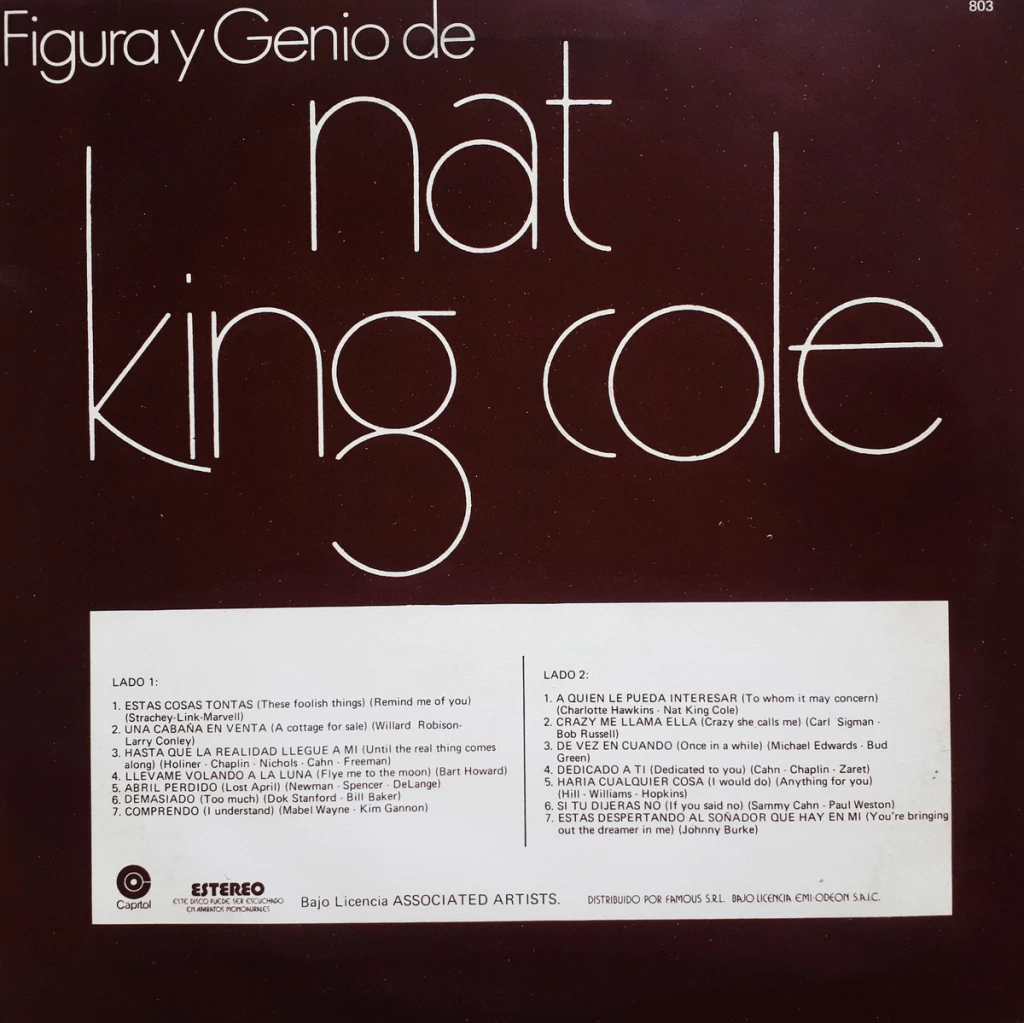 803
Figura y Genio de
nat
king cole
LADO 1:
1. ESTAS COSAS TONTAS (These foolish things) (Remind me of you)
(Strachey-Link-Marvell)
2. UNA CABAÑA EN VENTA (A cottage for sale) (Willard Robison-
Larry Conley)
3. HASTA QUE LA REALIDAD LLEGUE A MI (Until the real thing comes
along) (Holiner - Chaplin - Nichols - Cahn - Freeman)
4. LLEVAME VOLANDO A LA LUNA (Flye me to the moon) (Bart Howard)
5. ABRIL PERDIDO (Lost April) (Newman - Spencer - DeLange)
6. DEMASIADO (Too much) (Dok Stanford - Bill Baker)
7. COMPRENDO (I understand) (Mabel Wayne - Kim Gannon)
LADO 2:
1. A QUIEN LE PUEDA INTERESAR (To whom it may concern)
(Charlotte Hawkins - Nat King Cole)
2. CRAZY ME LLAMA ELLA (Crazy she calls me) (Carl Sigman -
Bob Russell)
3. DE VEZ EN CUANDO (Once in a while) (Michael Edwards - Bud
Green)
4. DEDICADO A TI (Dedicated to you) (Cahn - Chaplin - Zaret)
5. HARIA CUALQUIER COSA (I would do) (Anything for you)
(Hill - Williams - Hopkins)
6. SI TU DIJERAS NO (If you said no) (Sammy Cahn - Paul Weston)
7. ESTAS DESPERTANDO AL SOÑADOR QUE HAY EN MI (You're bringing
out the dreamer in me) (Johnny Burke)
Capitol
ESTEREO
ESTE DISCO PUEDE SER ESCUCHADO
EN APARATOS MONOAURALES
Bajo Licencia ASSOCIATED ARTISTS.
DISTRIBUIDO POR FAMOUS S.R.L. BAJO LICENCIA EMI-ODEON S.A.I.C.